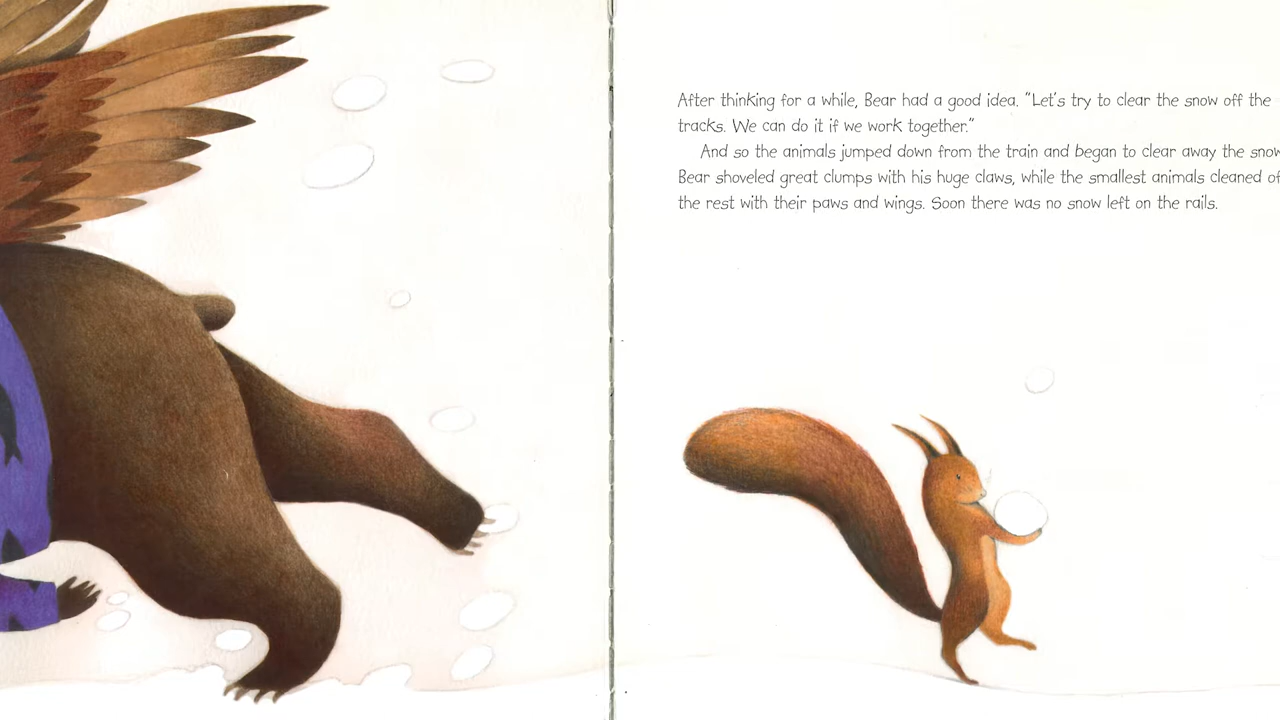 After thinking for a while, Bear had a good idea. “Let’s try to clear the snow off the
tracks. We can do it if we work together.”
And so the animals jumped down from the train and began to clear away the snow
Bear shoveled great clumps with his huge claws, while the smallest animals cleaned of
the rest with their paws and wings. Soon there was no snow left on the rails.